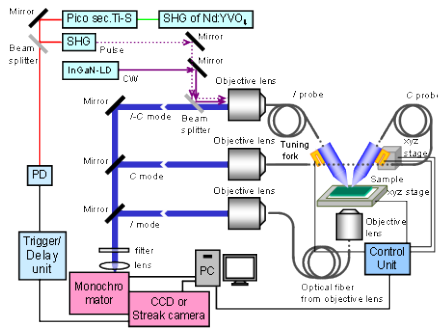 Mirror
Pico sec.Ti-S
SHG of Nd:YVO4
Beam
splitter
SHG
Pulse
Mirror
InGaN-LD
CW
Mirror
Objective lens
I probe
C probe
Mirror
I-C mode
Beam
splitter
Objective lens
Tuning
fork
xyz
stage
Mirror
C mode
Sample
xyz stage
PD
Objective lens
Mirror
I mode
Objective
lens
Trigger/
Delay
unit
filter
lens
PC
Control
Unit
Monochro
mator
Optical fiber
from objective lens
CCD or
Streak camera